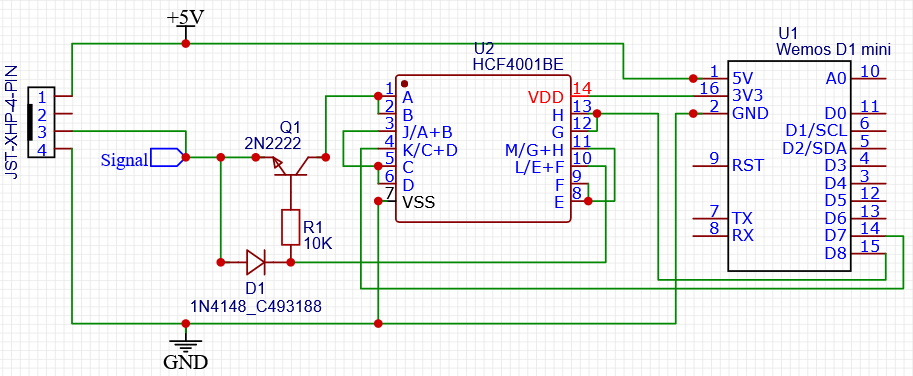 +5V
JST-XHP-4-PIN
1
2
3
4
Signal
Q1
2N2222
R1
10K
D1
1N4148_C493188
GND
U2
HCF4001BE
1 A
2 B
3 J/A+B
4 K/C+D
5 C
6 D
7 VSS
VDD 14
H 13
G 12
M/G+H 11
L/E+F 10
F 9
E 8
U1
Wemos D1 mini
1 5V
16 3V3
2 GND
9 RST
7 TX
8 RX
A0 10
D0 11
D1/SCL 6
D2/SDA 5
D3 4
D4 3
D5 12
D6 13
D7 14
D8 15